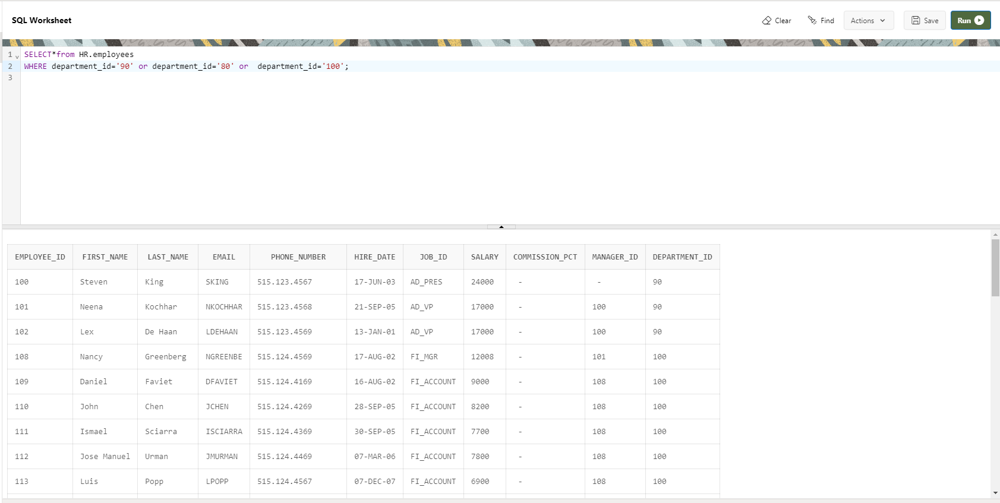 SQL Worksheet Clear Find Actions Save Run
1 SELECT*from HR.employees
2 WHERE department_id='90' or department_id='80' or  department_id='100';
3
EMPLOYEE_ID FIRST_NAME LAST_NAME EMAIL PHONE_NUMBER HIRE_DATE JOB_ID SALARY COMMISSION_PCT MANAGER_ID DEPARTMENT_ID
100 Steven King SKING 515.123.4567 17-JUN-03 AD_PRES 24000 - - 90
101 Neena Kochhar NKOCHHAR 515.123.4568 21-SEP-05 AD_VP 17000 - 100 90
102 Lex De Haan LDEHAAN 515.123.4569 13-JAN-01 AD_VP 17000 - 100 90
108 Nancy Greenberg NGREENBE 515.124.4569 17-AUG-02 FI_MGR 12008 - 101 100
109 Daniel Faviet DFAVIET 515.124.4169 16-AUG-02 FI_ACCOUNT 9000 - 108 100
110 John Chen JCHEN 515.124.4269 28-SEP-05 FI_ACCOUNT 8200 - 108 100
111 Ismael Sciarra ISCIARRA 515.124.4369 30-SEP-05 FI_ACCOUNT 7700 - 108 100
112 Jose Manuel Urman JMURMAN 515.124.4469 07-MAR-06 FI_ACCOUNT 7800 - 108 100
113 Luis Popp LPOPP 515.124.4567 07-DEC-07 FI_ACCOUNT 6900 - 108 100